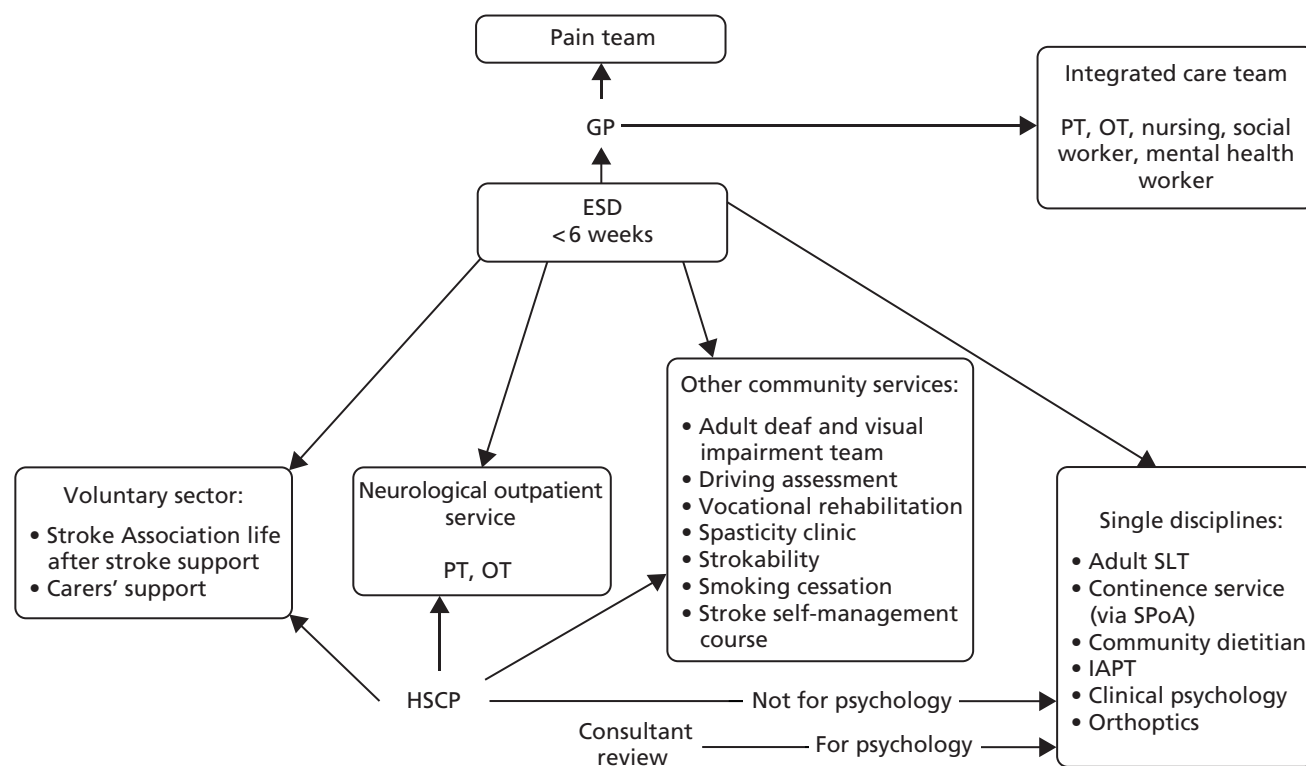 Pain team
GP
Integrated care team
PT, OT, nursing, social
worker, mental health
worker
ESD
<6 weeks
Voluntary sector:
• Stroke Association life
after stroke support
• Carers’ support
Neurological outpatient
service
PT, OT
Other community services:
• Adult deaf and visual
impairment team
• Driving assessment
• Vocational rehabilitation
• Spasticity clinic
• Strokability
• Smoking cessation
• Stroke self-management
course
Single disciplines:
• Adult SLT
• Continence service
(via SPoA)
• Community dietitian
• IAPT
• Clinical psychology
• Orthoptics
HSCP
Not for psychology
Consultant
review
For psychology